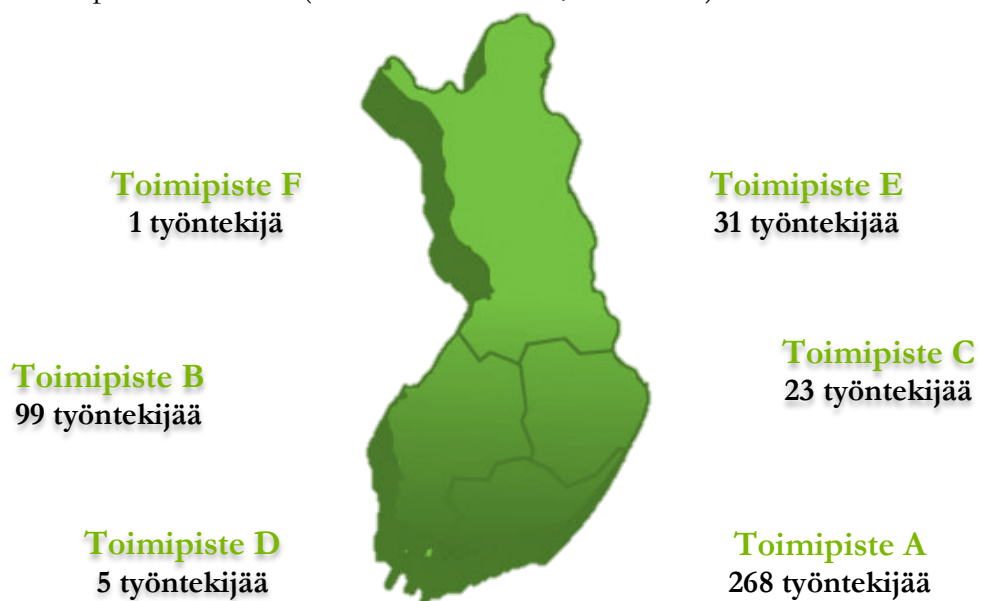 Toimipiste F
1 työntekijä
Toimipiste E
31 työntekijää
Toimipiste B
99 työntekijää
Toimipiste C
23 työntekijää
Toimipiste D
5 työntekijää
Toimipiste A
268 työntekijää